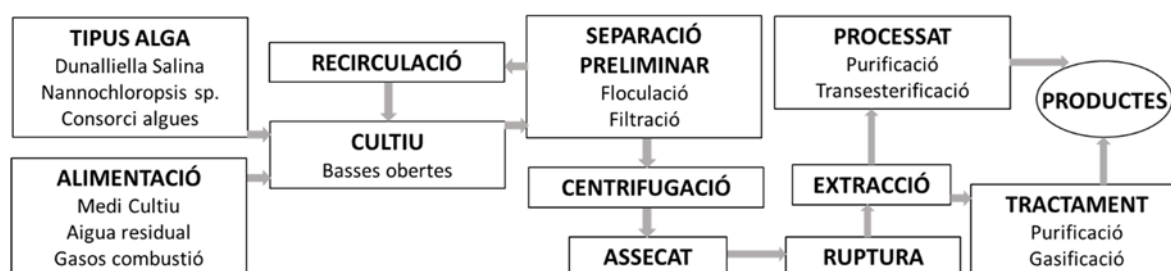 TIPUS ALGA
Dunalliella Salina
Nannochloropsis sp.
Consorci algues
ALIMENTACIÓ
Medi Cultiu
Aigua residual
Gasos combustió
RECIRCULACIÓ
CULTIU
Basses obertes
SEPARACIÓ
PRELIMINAR
Floculació
Filtració
CENTRIFUGACIÓ
ASSECAT
RUPTURA
EXTRACCIÓ
PROCESSAT
Purificació
Transesterificació
TRACTAMENT
Purificació
Gasificació
PRODUCTES